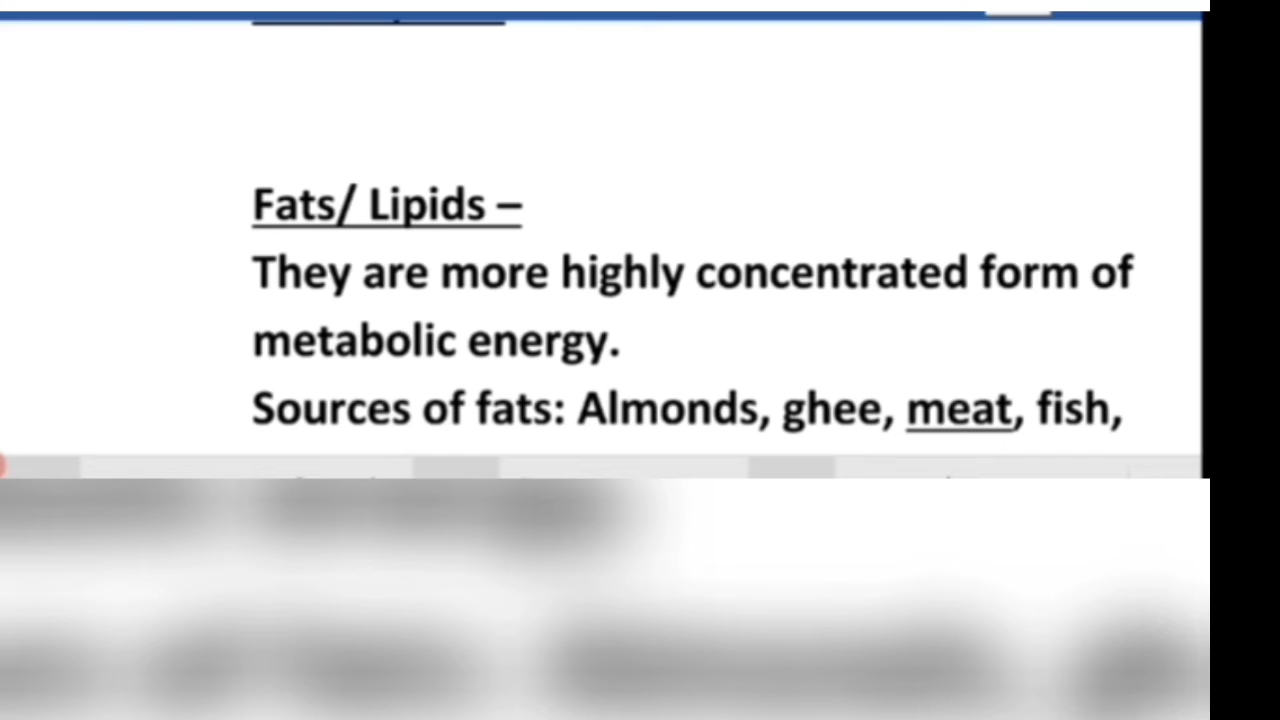 Fats/ Lipids –
They are more highly concentrated form of
metabolic energy.
Sources of fats: Almonds, ghee, meat, fish,